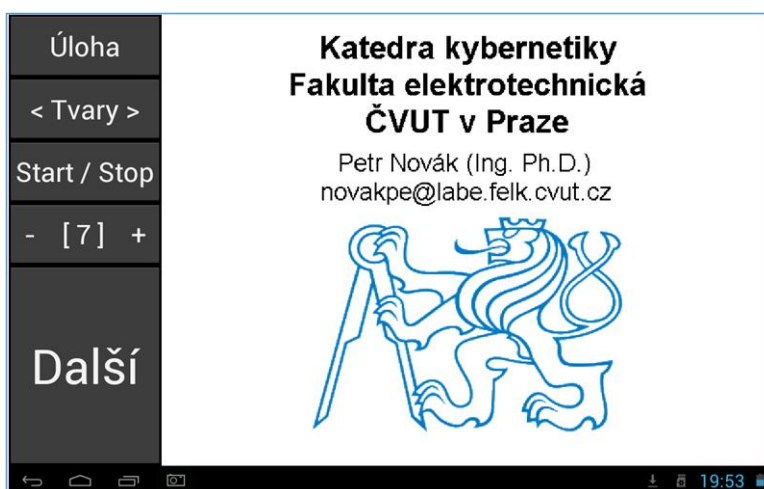 Úloha
< Tvary >
Start / Stop
- [7] +
Další
Katedra kybernetiky
Fakulta elektrotechnická
ČVUT v Praze
Petr Novák (Ing. Ph.D.)
novakpe@labe.felk.cvut.cz
19:53